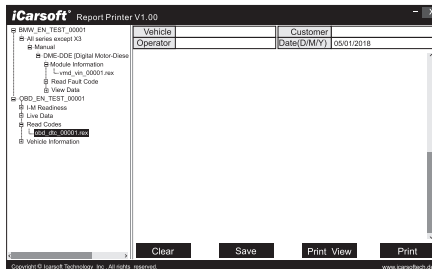 iCarsoft® Report Printer V1.00
BMW_EN_TEST_00001
All series except X3
Manual
DME-DDE [Digital Motor-Diese
Module Information
vmd_vin_00001.rex
Read Fault Code
View Data
OBD_EN_TEST_00001
I-M Readiness
Live Data
Read Codes
obd_dtc_00001.rex
Vehicle Information
Vehicle Customer
Operator Date(D/M/Y) 05/01/2018
Clear Save Print View Print
Copyright © Icarsoft Technology Inc . All rights reserved. www.icarsoftech.de